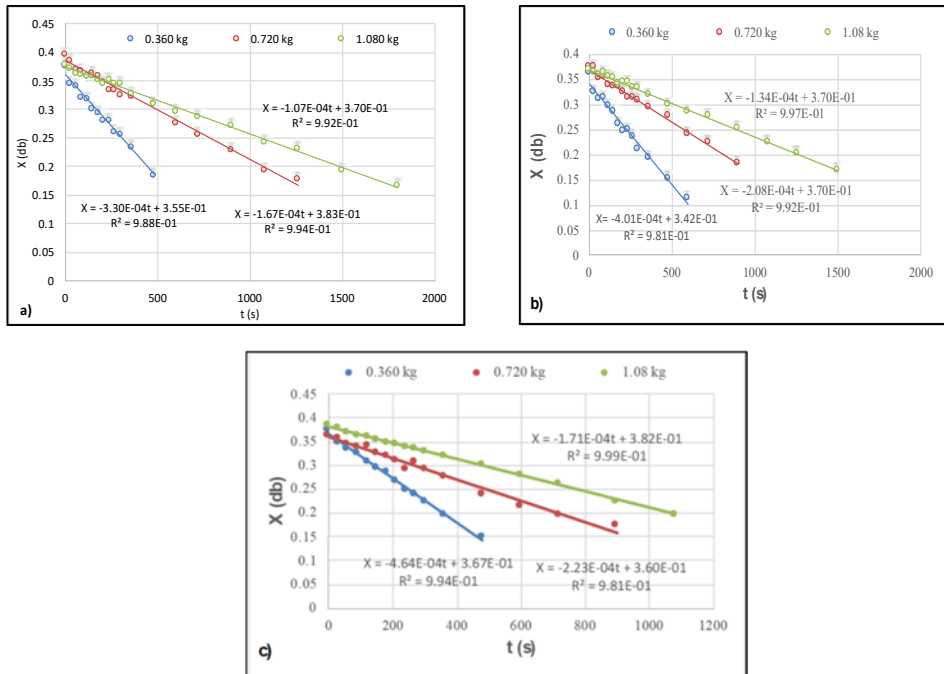 0.360 kg 0.720 kg 1.080 kg
0.45
0.4
0.35
0.3
0.25
0.2
0.15
0.1
0.05
0
X (db)
X = -1.07E-04t + 3.70E-01
R² = 9.92E-01
X = -3.30E-04t + 3.55E-01
R² = 9.88E-01
X = -1.67E-04t + 3.83E-01
R² = 9.94E-01
0 500 1000 1500 2000
t (s)
a)
b)
0.360 kg 0.720 kg 1.08 kg
0.4
0.35
0.3
0.25
0.2
0.15
0.1
0.05
0
X (db)
X = -1.34E-04t + 3.70E-01
R² = 9.97E-01
X = -2.08E-04t + 3.70E-01
R² = 9.92E-01
X= -4.01E-04t + 3.42E-01
R² = 9.81E-01
0 500 1000 1500 2000
t (s)
b)
0.360 kg 0.720 kg 1.08 kg
0.45
0.4
0.35
0.3
0.25
0.2
0.15
0.1
0.05
0
X (db)
X = -1.71E-04t + 3.82E-01
R² = 9.99E-01
X = -4.64E-04t + 3.67E-01
R² = 9.94E-01
X = -2.23E-04t + 3.60E-01
R² = 9.81E-01
0 200 400 600 800 1000 1200
t (s)
c)